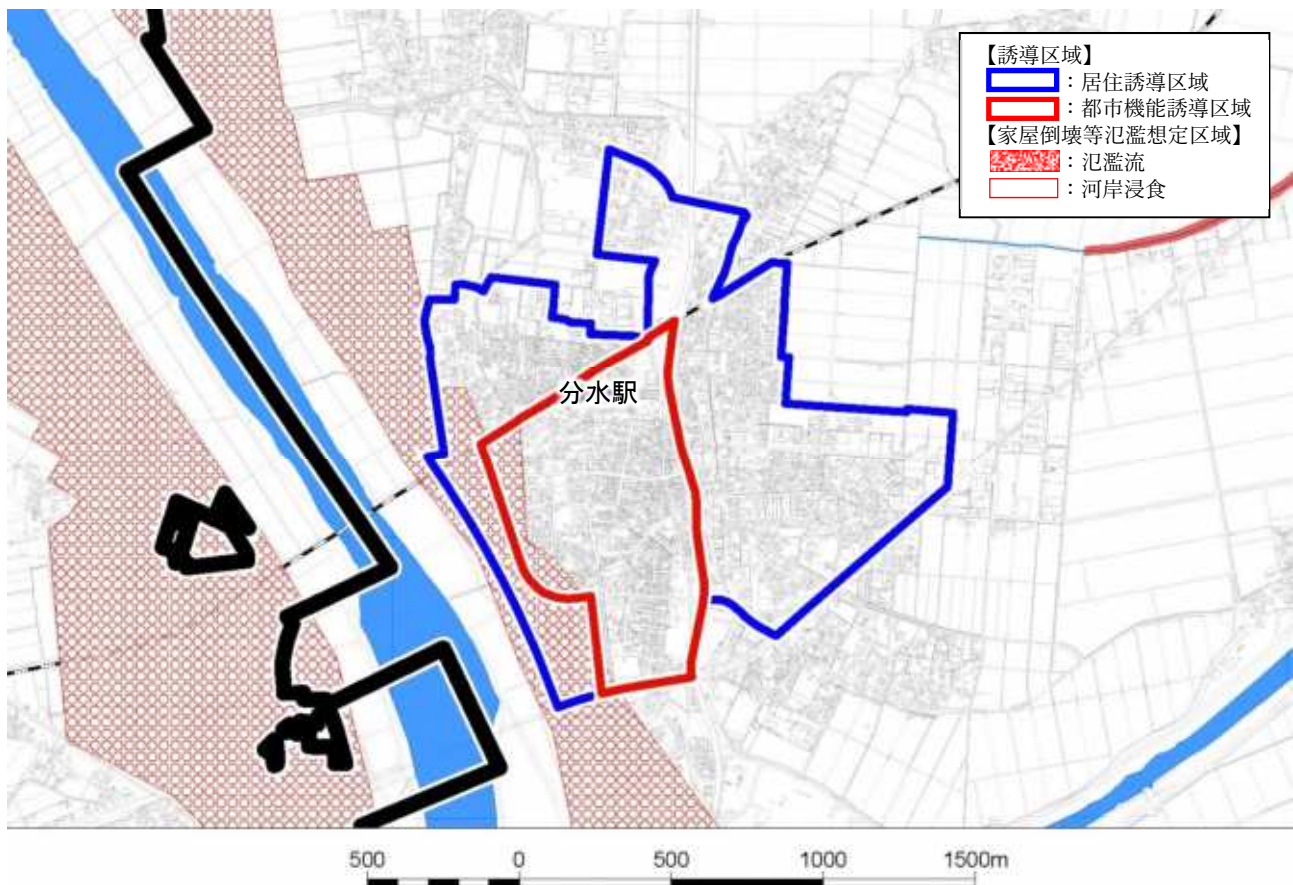 【誘導区域】
：居住誘導区域
：都市機能誘導区域
【家屋倒壊等氾濫想定区域】
：氾濫流
：河岸浸食
分水駅
500 0 500 1000 1500m